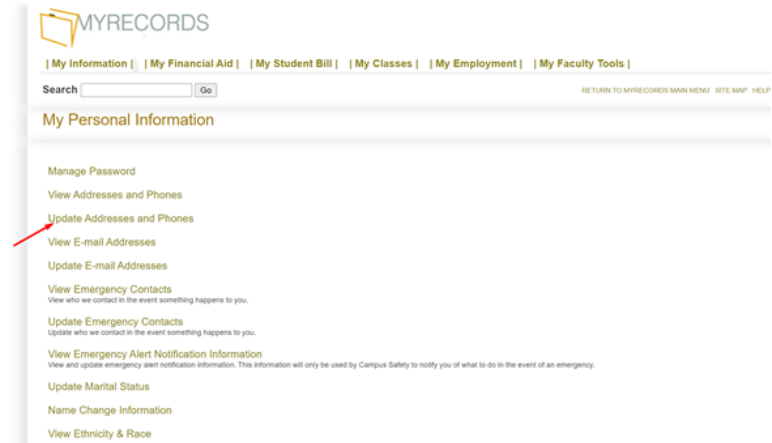 MYRECORDS
| My Information | | My Financial Aid | | My Student Bill | | My Classes | | My Employment | | My Faculty Tools |
Search Go RETURN TO MYRECORDS MAIN MENU SITE MAP HELP
My Personal Information
Manage Password
View Addresses and Phones
Update Addresses and Phones
View E-mail Addresses
Update E-mail Addresses
View Emergency Contacts
View who we contact in the event something happens to you.
Update Emergency Contacts
Update who we contact in the event something happens to you.
View Emergency Alert Notification Information
View and update emergency alert notification information. This information will only be used by Campus Safety to notify you of what to do in the event of an emergency.
Update Marital Status
Name Change Information
View Ethnicity & Race